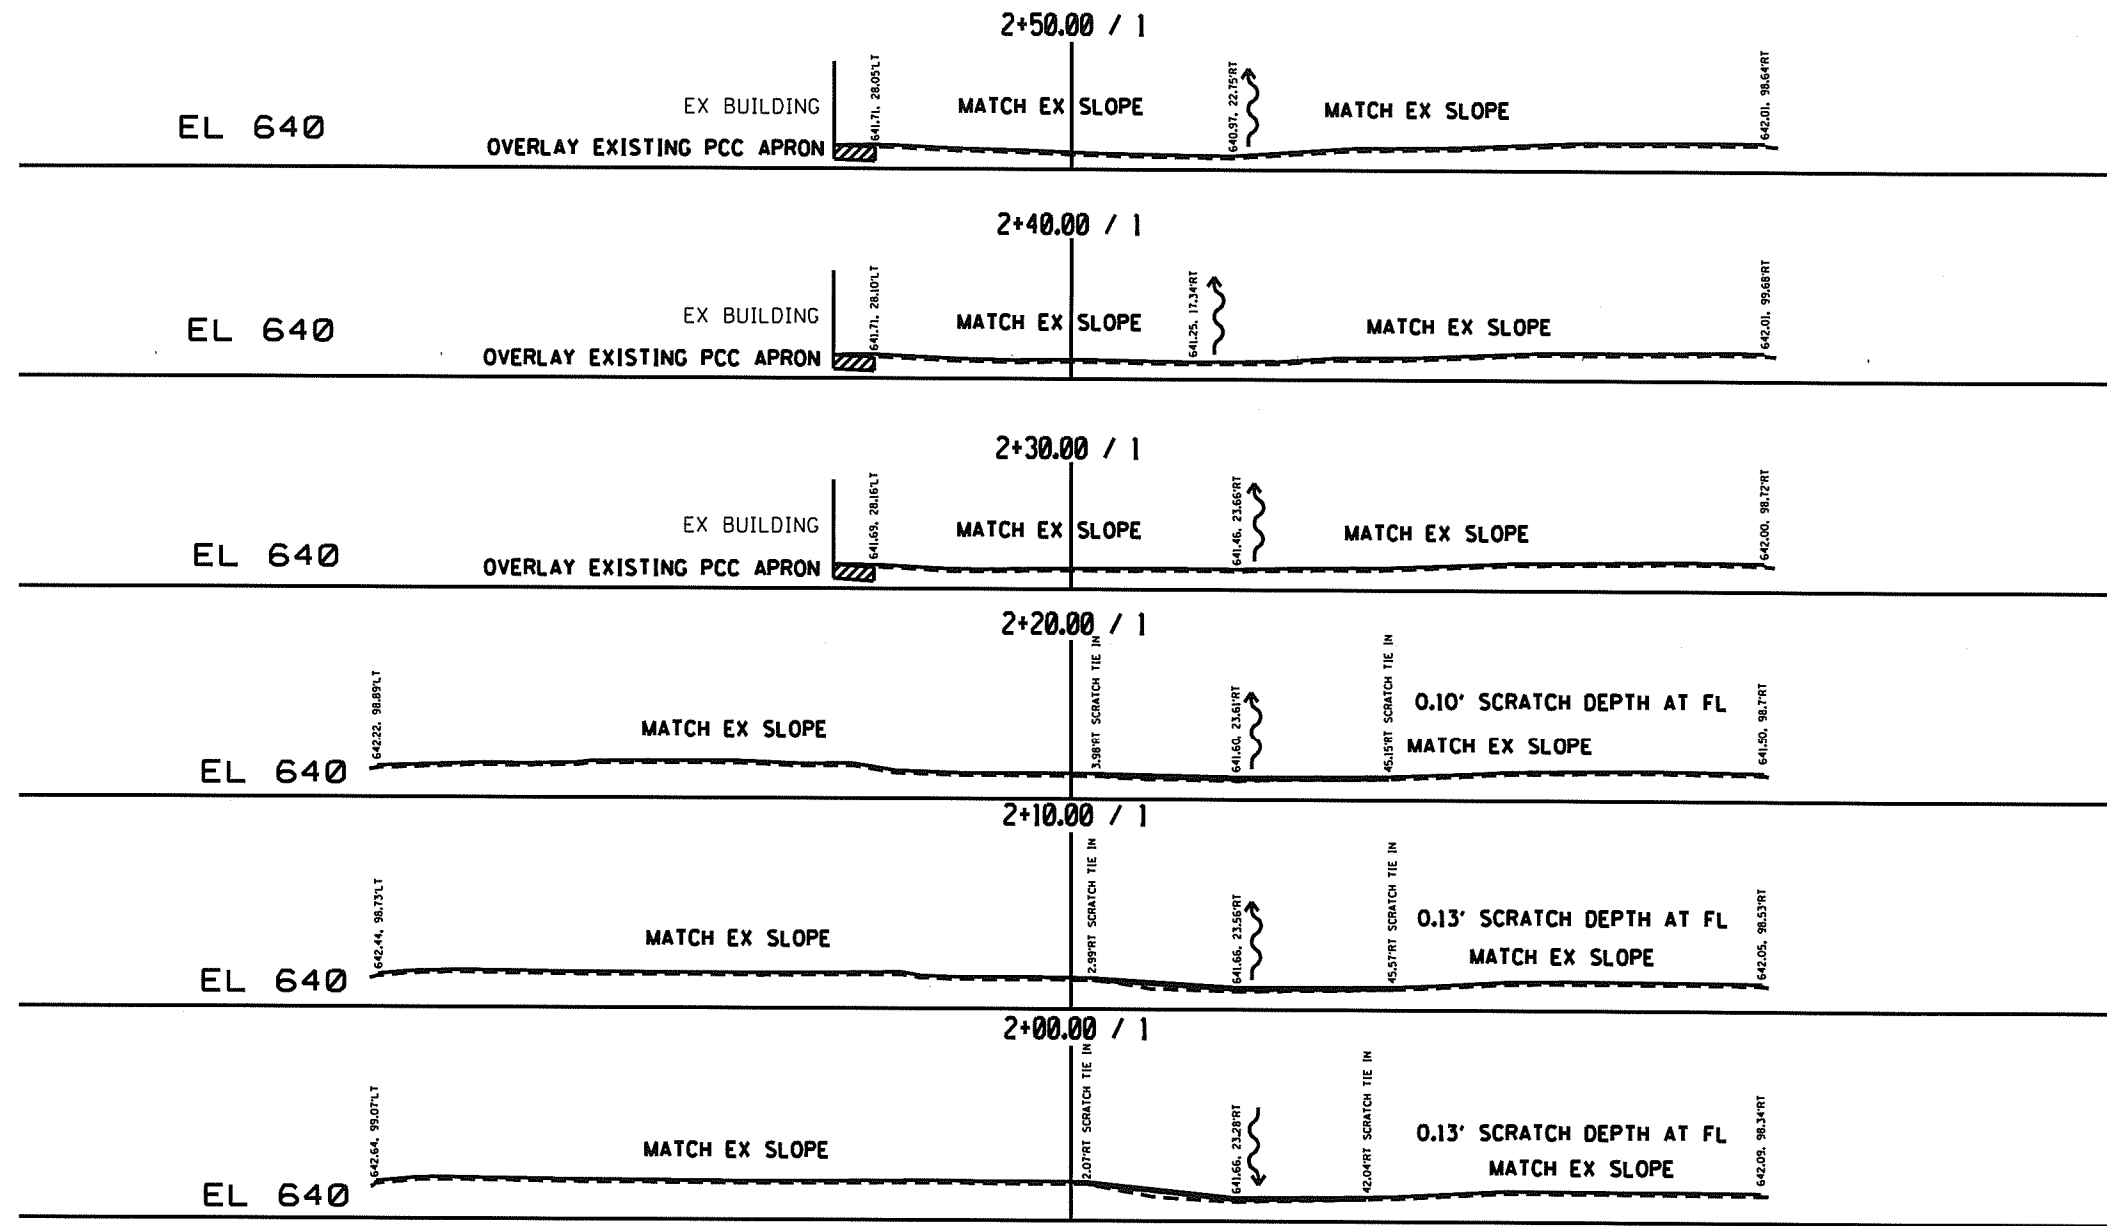 2+50.00 / 1
EX BUILDING
641.71, 28.05'LT
MATCH EX SLOPE
640.97, 22.75'RT
MATCH EX SLOPE
642.01, 98.64'RT
EL 640
OVERLAY EXISTING PCC APRON
2+40.00 / 1
EX BUILDING
641.71, 28.10'LT
MATCH EX SLOPE
641.25, 17.34'RT
MATCH EX SLOPE
642.01, 99.68'RT
EL 640
OVERLAY EXISTING PCC APRON
2+30.00 / 1
EX BUILDING
641.69, 28.16'LT
MATCH EX SLOPE
641.46, 23.66'RT
MATCH EX SLOPE
642.00, 98.72'RT
EL 640
OVERLAY EXISTING PCC APRON
2+20.00 / 1
642.22, 98.89'LT
MATCH EX SLOPE
3.98'RT SCRATCH TIE IN
641.60, 23.61'RT
45.15'RT SCRATCH TIE IN
0.10' SCRATCH DEPTH AT FL
MATCH EX SLOPE
641.50, 98.71'RT
EL 640
2+10.00 / 1
642.44, 98.73'LT
MATCH EX SLOPE
2.99'RT SCRATCH TIE IN
641.66, 23.56'RT
45.57'RT SCRATCH TIE IN
0.13' SCRATCH DEPTH AT FL
MATCH EX SLOPE
642.05, 98.53'RT
EL 640
2+00.00 / 1
642.64, 99.07'LT
MATCH EX SLOPE
2.07'RT SCRATCH TIE IN
641.66, 23.28'RT
42.04'RT SCRATCH TIE IN
0.13' SCRATCH DEPTH AT FL
MATCH EX SLOPE
642.09, 98.34'RT
EL 640